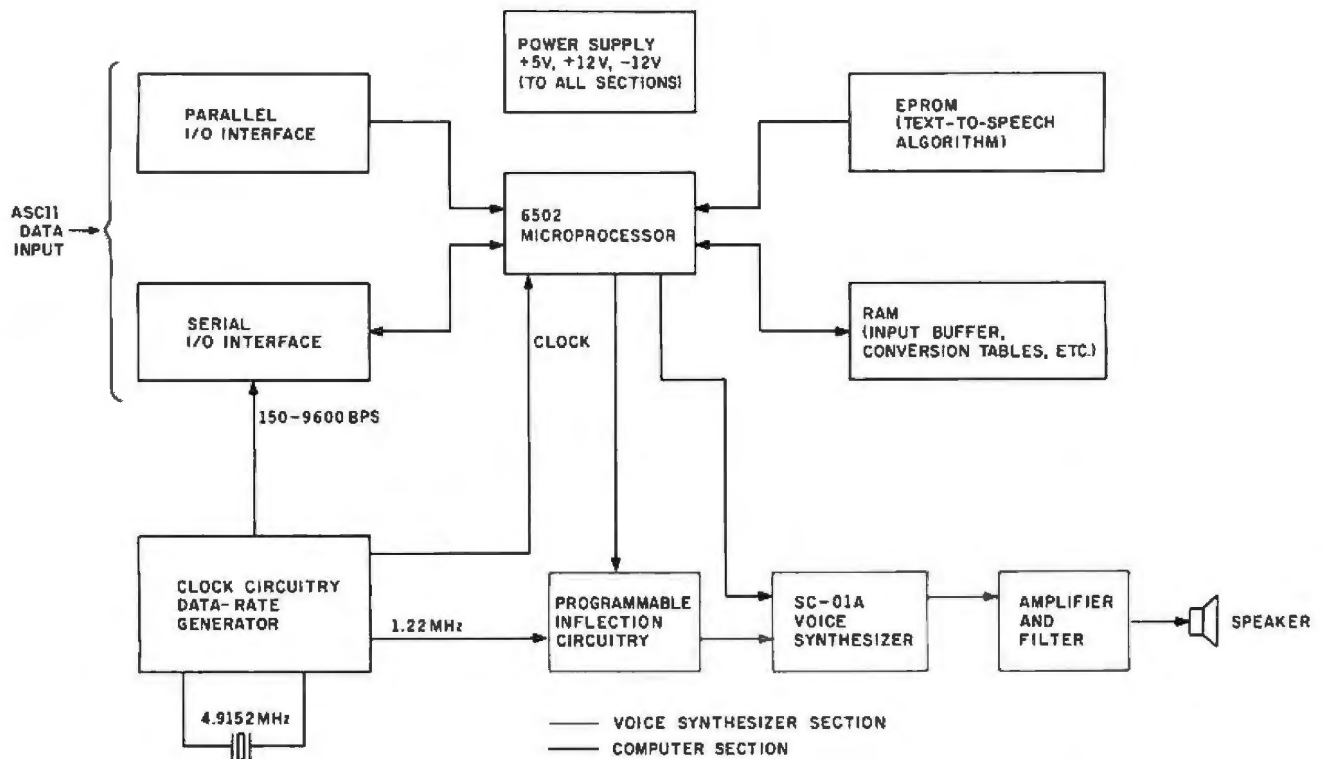 POWER SUPPLY
+5V, +12V, -12V
(TO ALL SECTIONS)
PARALLEL
I/O INTERFACE
EPROM
(TEXT-TO-SPEECH
ALGORITHM)
ASCII
DATA
INPUT
6502
MICROPROCESSOR
SERIAL
I/O INTERFACE
CLOCK
RAM
(INPUT BUFFER,
CONVERSION TABLES, ETC.)
150-9600 BPS
CLOCK CIRCUITRY
DATA-RATE
GENERATOR
1.22MHz
PROGRAMMABLE
INFLECTION
CIRCUITRY
SC-01A
VOICE
SYNTHESIZER
AMPLIFIER
AND
FILTER
SPEAKER
4.9152MHz
VOICE SYNTHESIZER SECTION
COMPUTER SECTION